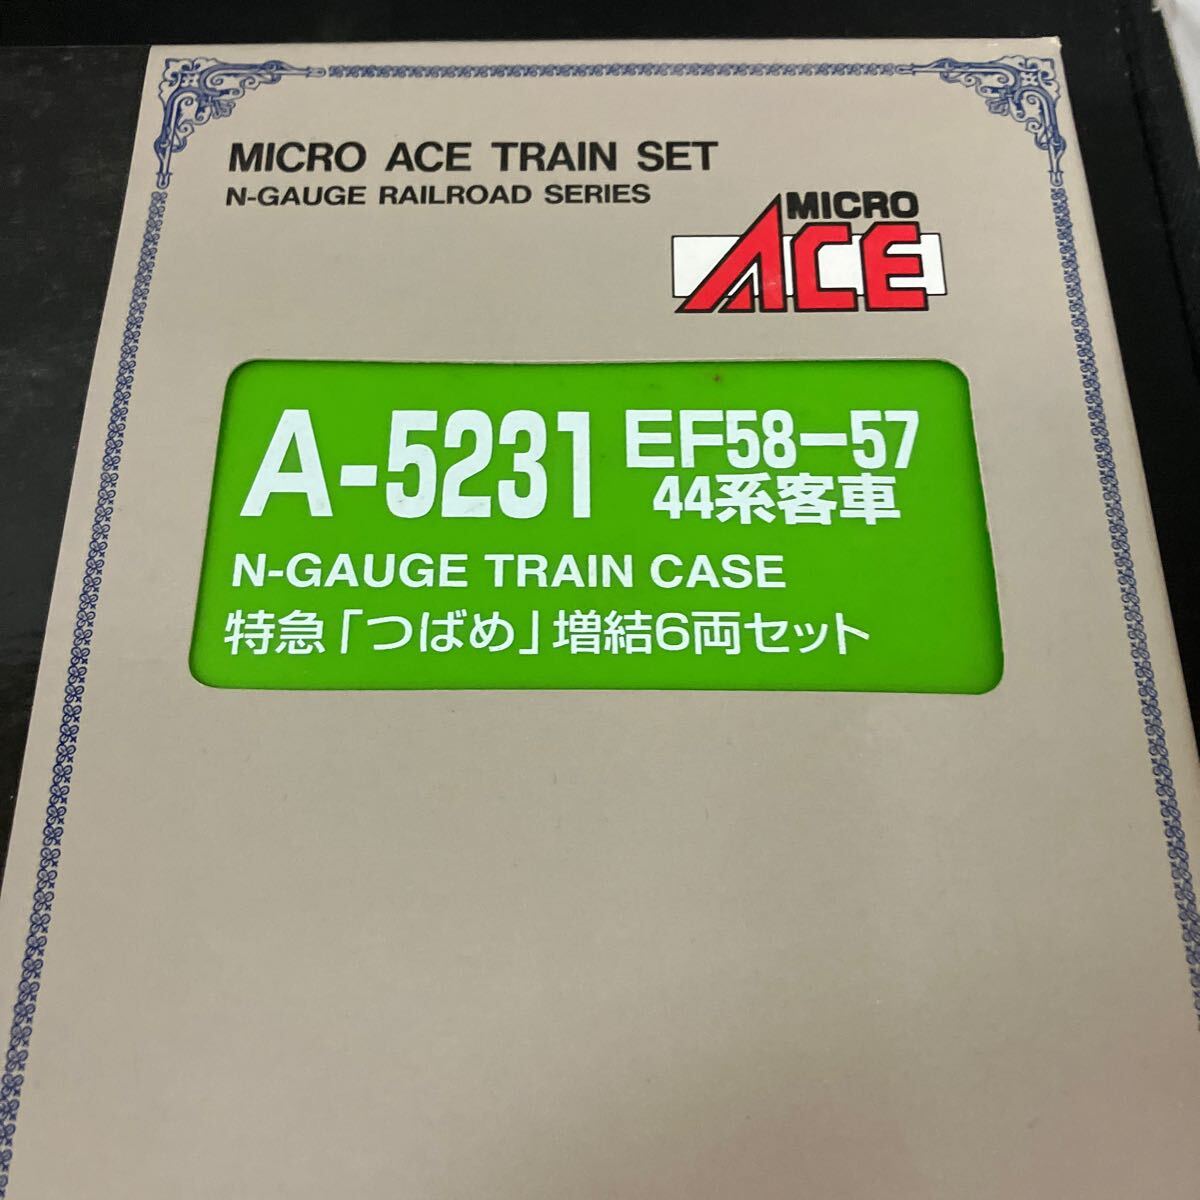 MICRO ACE TRAIN SET
N-GAUGE RAILROAD SERIES
MICRO
ACE
A-5231
EF58-57
44系客車
N-GAUGE TRAIN CASE
特急「つばめ」増結6両セット